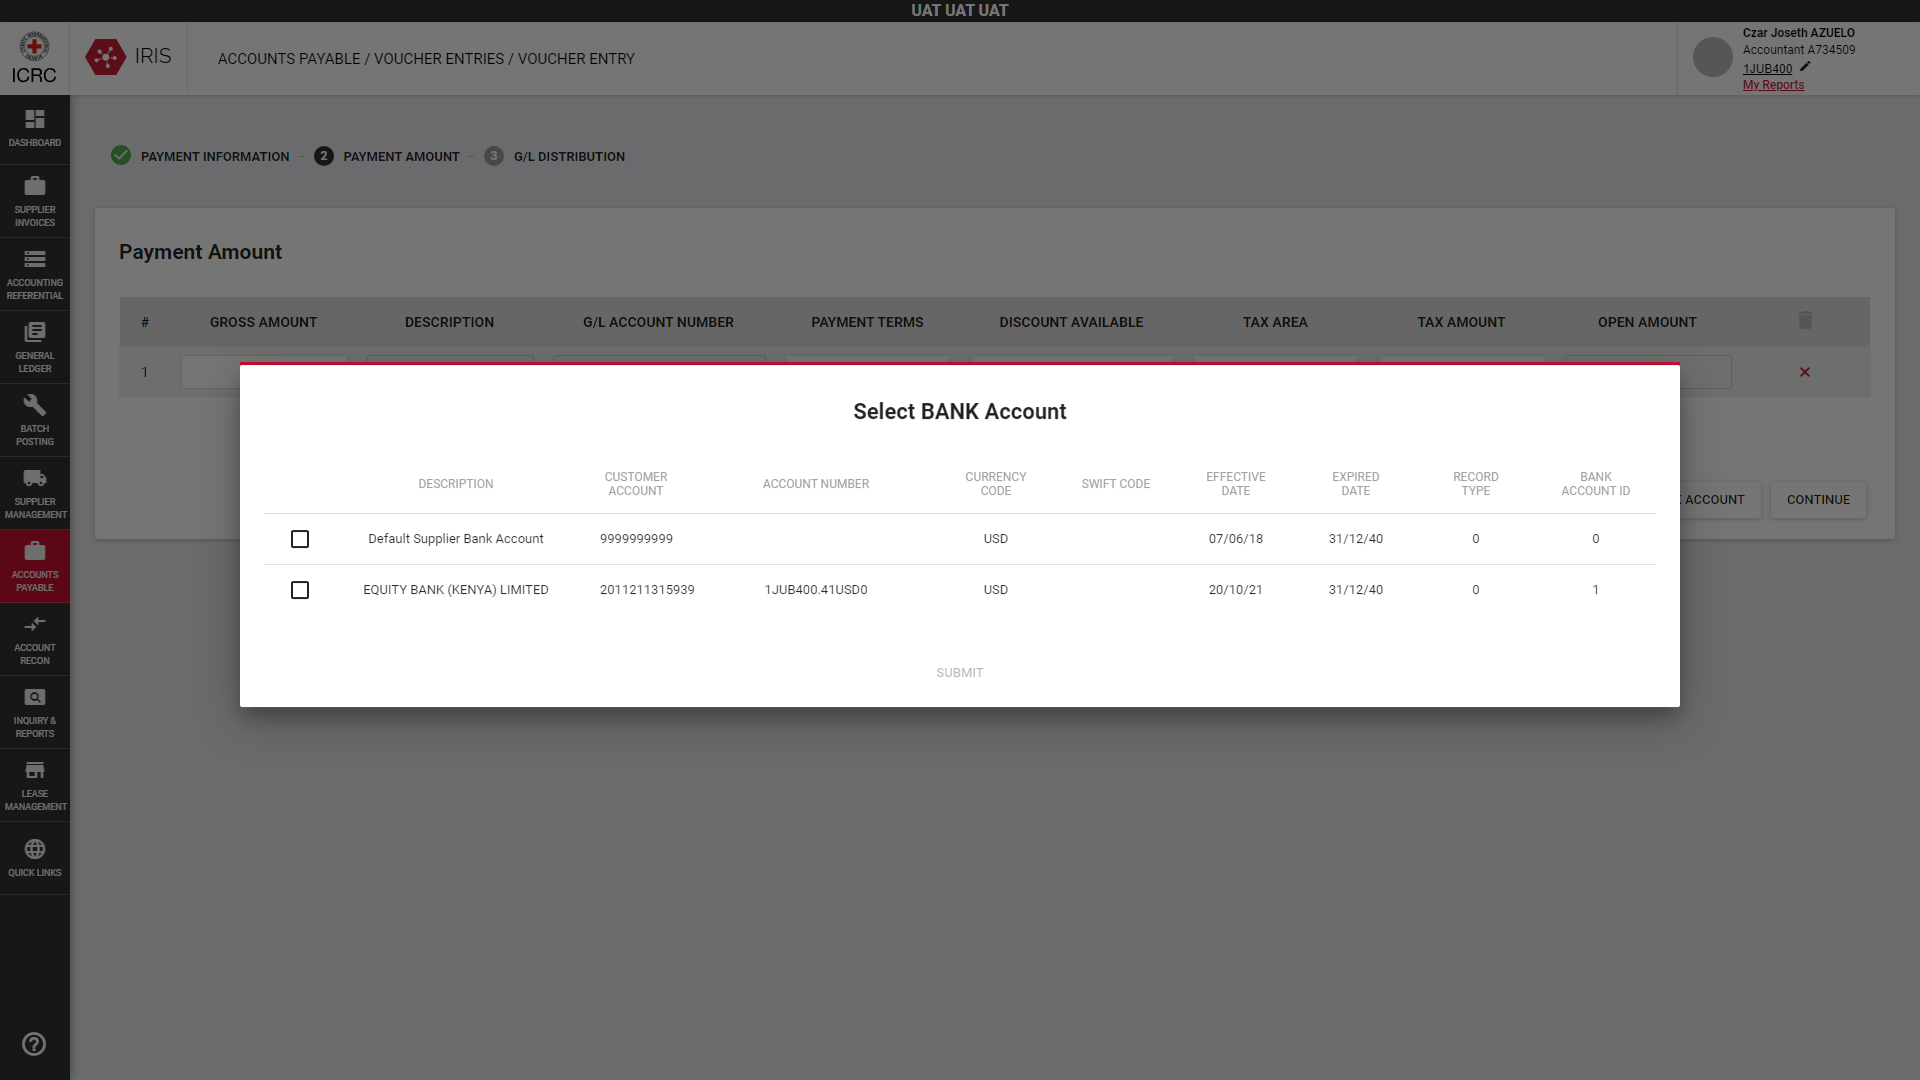 UAT UAT UAT
ICRC
IRIS
ACCOUNTS PAYABLE / VOUCHER ENTRIES / VOUCHER ENTRY
Czar Joseth AZUELO
Accountant A734509
1JUB400
My Reports
DASHBOARD
SUPPLIER
INVOICES
ACCOUNTING
REFERENTIAL
GENERAL
LEDGER
BATCH
POSTING
SUPPLIER
MANAGEMENT
ACCOUNTS
PAYABLE
ACCOUNT
RECON
INQUIRY &
REPORTS
LEASE
MANAGEMENT
QUICK LINKS
PAYMENT INFORMATION – 2 PAYMENT AMOUNT – 3 G/L DISTRIBUTION
Payment Amount
# GROSS AMOUNT DESCRIPTION G/L ACCOUNT NUMBER PAYMENT TERMS DISCOUNT AVAILABLE TAX AREA TAX AMOUNT OPEN AMOUNT
1
Select BANK Account
DESCRIPTION CUSTOMER ACCOUNT ACCOUNT NUMBER CURRENCY CODE SWIFT CODE EFFECTIVE DATE EXPIRED DATE RECORD TYPE BANK ACCOUNT ID
Default Supplier Bank Account 9999999999 USD 07/06/18 31/12/40 0 0
EQUITY BANK (KENYA) LIMITED 2011211315939 1JUB400.41USD0 USD 20/10/21 31/12/40 0 1
SUBMIT
ACCOUNT
CONTINUE